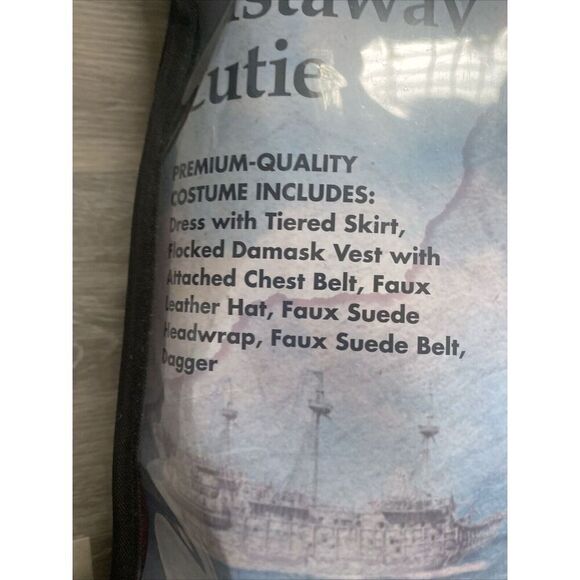 astaway
Cutie
PREMIUM-QUALITY
COSTUME INCLUDES:
Dress with Tiered Skirt,
Flocked Damask Vest with
Attached Chest Belt, Faux
Leather Hat, Faux Suede
Headwrap, Faux Suede Belt,
Dagger